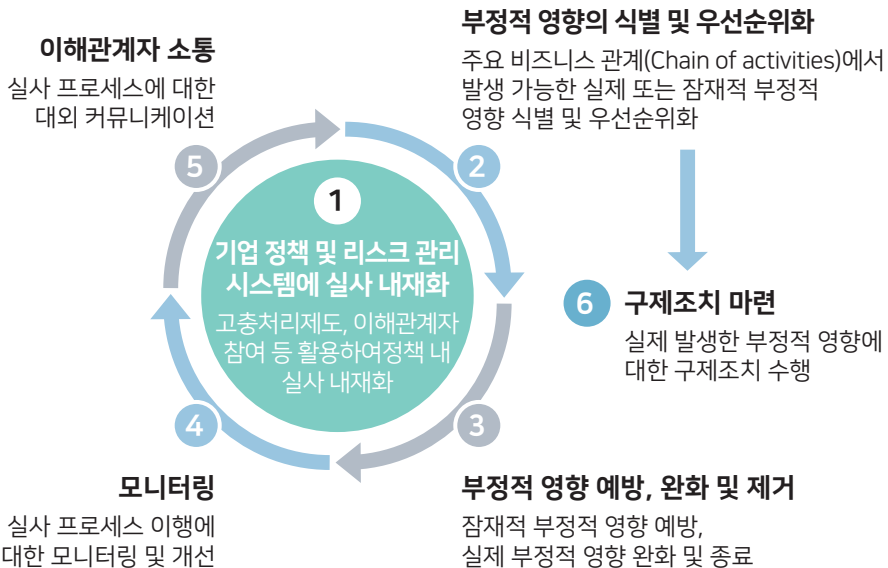 1
기업 정책 및 리스크 관리
시스템에 실사 내재화
고충처리제도, 이해관계자
참여 등 활용하여정책 내
실사 내재화
2
부정적 영향의 식별 및 우선순위화
주요 비즈니스 관계(Chain of activities)에서
발생 가능한 실제 또는 잠재적 부정적
영향 식별 및 우선순위화
3
부정적 영향 예방, 완화 및 제거
잠재적 부정적 영향 예방,
실제 부정적 영향 완화 및 종료
4
모니터링
실사 프로세스 이행에
대한 모니터링 및 개선
5
이해관계자 소통
실사 프로세스에 대한
대외 커뮤니케이션
6
구제조치 마련
실제 발생한 부정적 영향에
대한 구제조치 수행